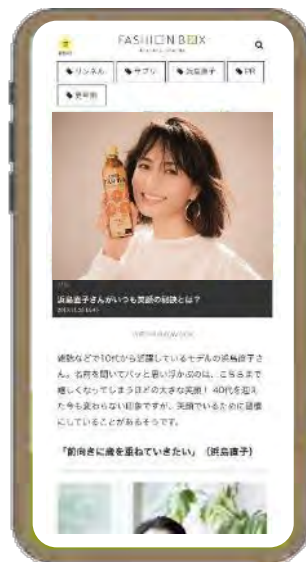 FASHION BOX
リンネル
サプリ
浜島直子
PR
更年期
浜島直子さんがいつも笑顔の秘訣とは？
雑誌などで10代から活躍しているモデルの浜島直子さ
ん。名前を聞いてパッと思い浮かぶのは、こちらまで
嬉しくなってしまうほどの大きな笑顔！ 40代を迎え
た今も変わらない印象ですが、笑顔でいるために習慣
にしていることがあるそうです。
「前向きに歳を重ねていきたい」（浜島直子）